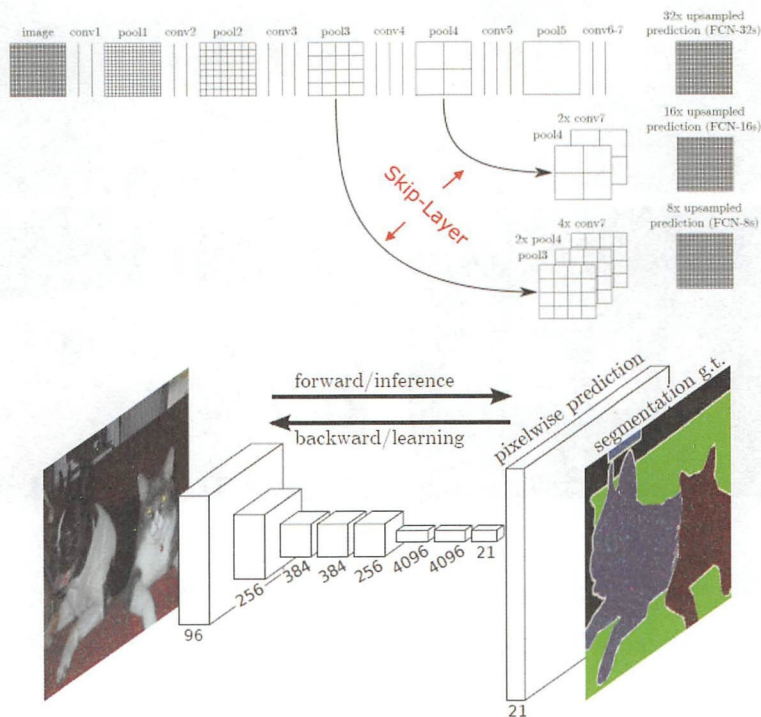 32x upsampled
image conv1 pool1 conv2 pool2 conv3 pool3 conv4 pool4 conv5 pool5 conv6-7 prediction (FCN-32s)
2x conv7
pool4
16x upsampled
prediction (FCN-16s)
Skip-Layer
4x conv7
2x pool4
pool3
8x upsampled
prediction (FCN-8s)
forward/inference
backward/learning
pixelwise prediction
segmentation g.t.
96
256
384
384
256
4096
4096
21
21